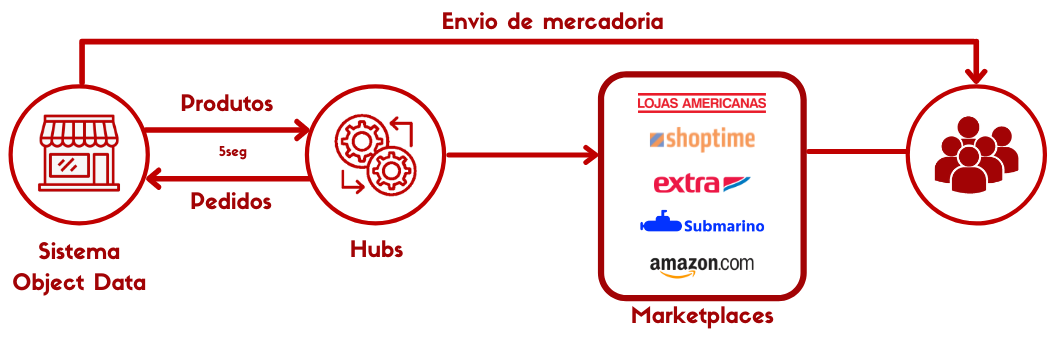 Envio de mercadoria
Produtos
5seg
Pedidos
Sistema
Object Data
Hubs
LOJAS AMERICANAS
shoptime
extra
Submarino
amazon.com
Marketplaces